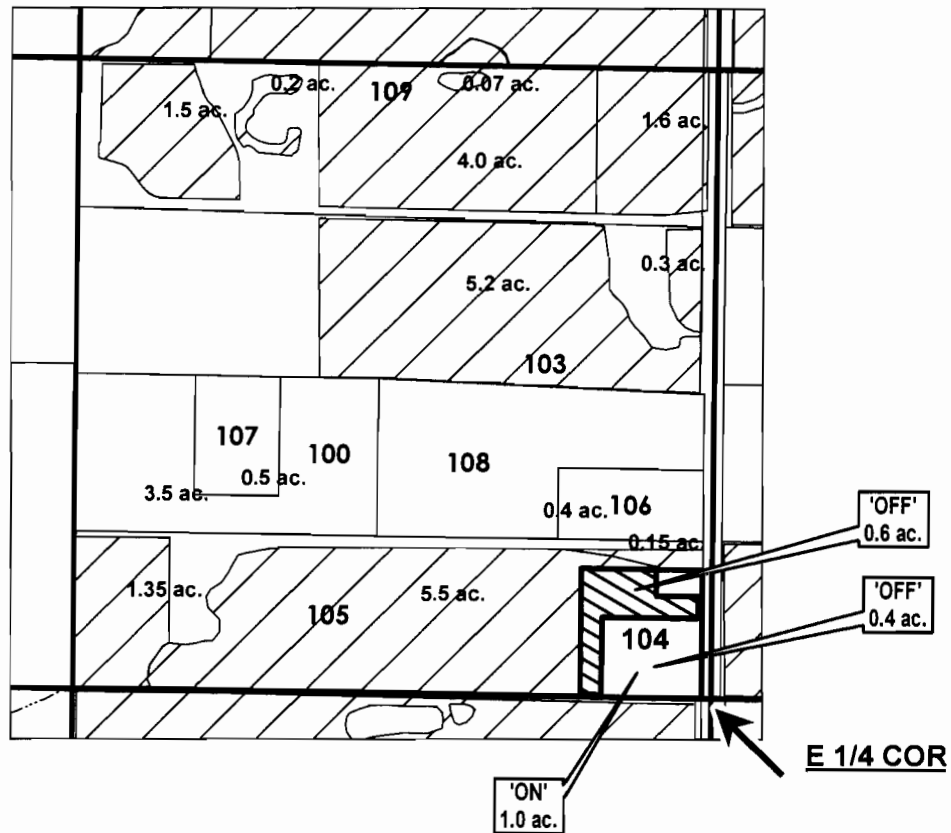 0.2 ac.
109
0.07 ac.
1.5 ac.
1.6 ac.
4.0 ac.
0.3 ac.
5.2 ac.
103
107
100
108
0.5 ac.
3.5 ac.
0.4 ac.
106
0.15 ac.
'OFF'
0.6 ac.
1.35 ac.
5.5 ac.
105
104
'OFF'
0.4 ac.
E 1/4 COR
'ON'
1.0 ac.